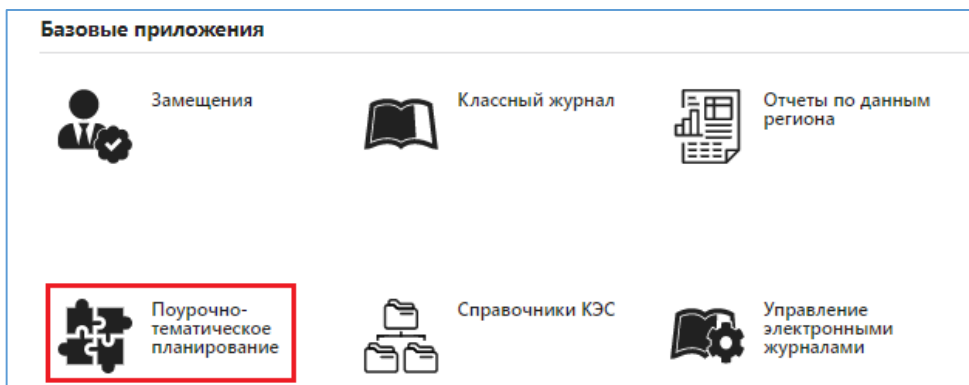 Базовые приложения
Замещения
Классный журнал
Отчеты по данным
региона
Поурочно-
тематическое
планирование
Справочники КЭС
Управление
электронными
журналами